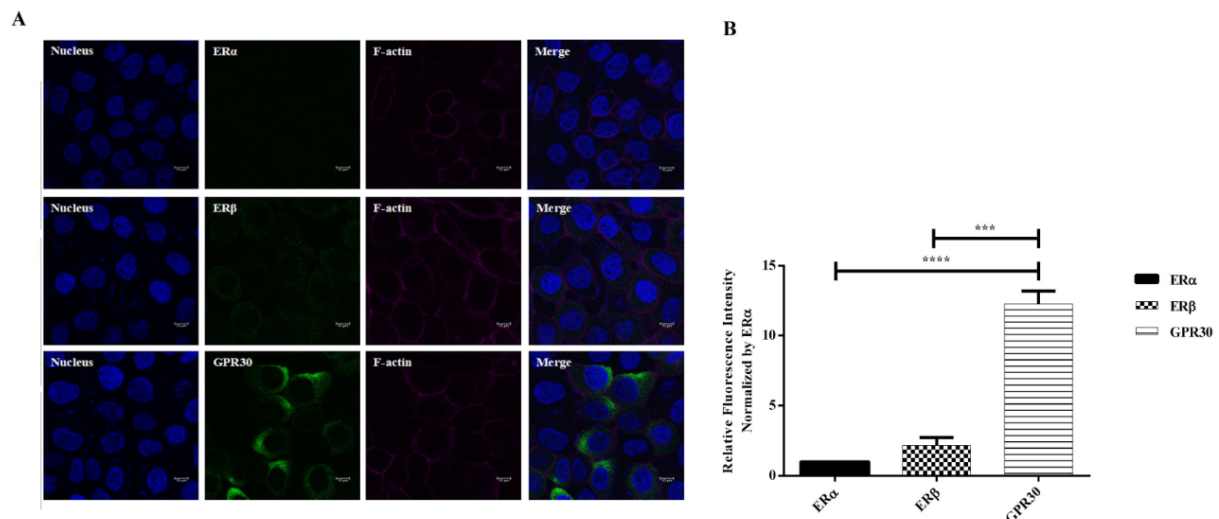 A
Nucleus
ERα
F-actin
Merge
Nucleus
ERβ
F-actin
Merge
Nucleus
GPR30
F-actin
Merge
B
***
****
Relative Fluorescence Intensity
Normalized by ERα
15
10
5
0
ERα
ERβ
GPR30
ERα
ERβ
GPR30